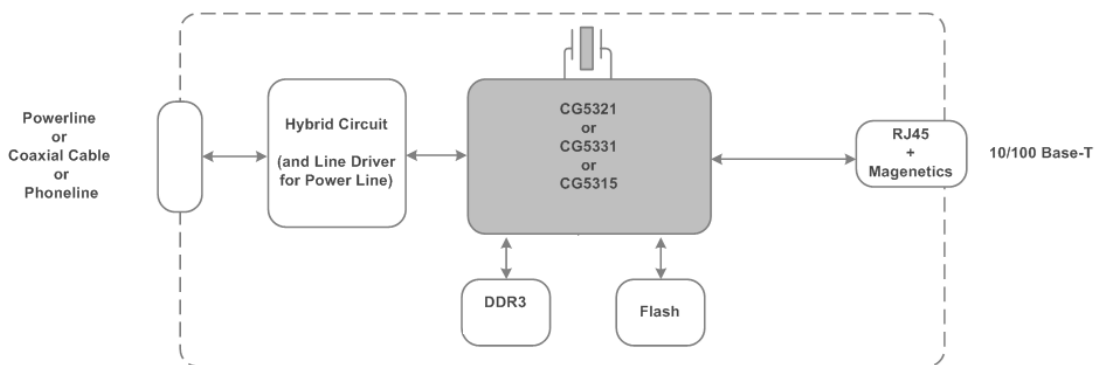 Powerline
or
Coaxial Cable
or
Phoneline
Hybrid Circuit
(and Line Driver
for Power Line)
CG5321
or
CG5331
or
CG5315
RJ45
+
Magenetics
10/100 Base-T
DDR3
Flash